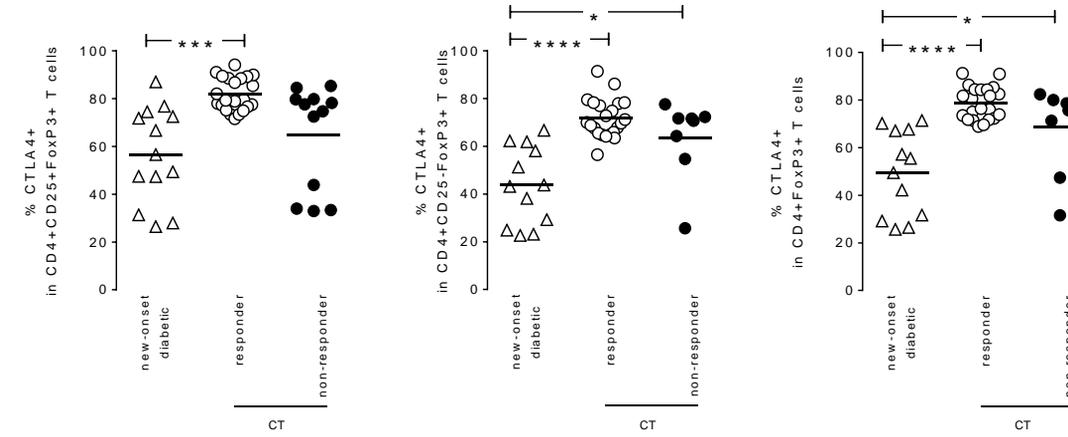 ***
% CTLA4+
in CD4+CD25+FoxP3+ T cells
100
80
60
40
20
0
new-onset
diabetic
responder
non-responder
CT
*
****
% CTLA4+
in CD4+CD25-FoxP3+ T cells
100
80
60
40
20
0
new-onset
diabetic
responder
non-responder
CT
*
****
% CTLA4+
in CD4+FoxP3+ T cells
100
80
60
40
20
0
new-onset
diabetic
responder
non-responder
CT